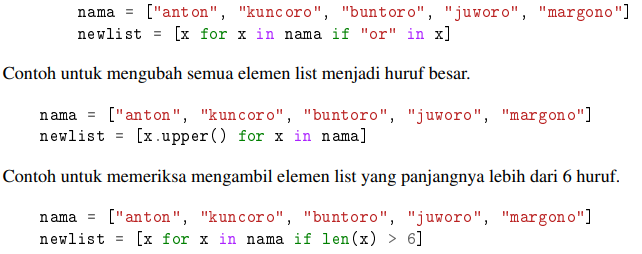 nama = ["anton", "kuncoro", "buntoro", "juworo", "margono"]
newlist = [x for x in nama if "or" in x]
Contoh untuk mengubah semua elemen list menjadi huruf besar.
nama = ["anton", "kuncoro", "buntoro", "juworo", "margono"]
newlist = [x.upper() for x in nama]
Contoh untuk memeriksa mengambil elemen list yang panjangnya lebih dari 6 huruf.
nama = ["anton", "kuncoro", "buntoro", "juworo", "margono"]
newlist = [x for x in nama if len(x) > 6]